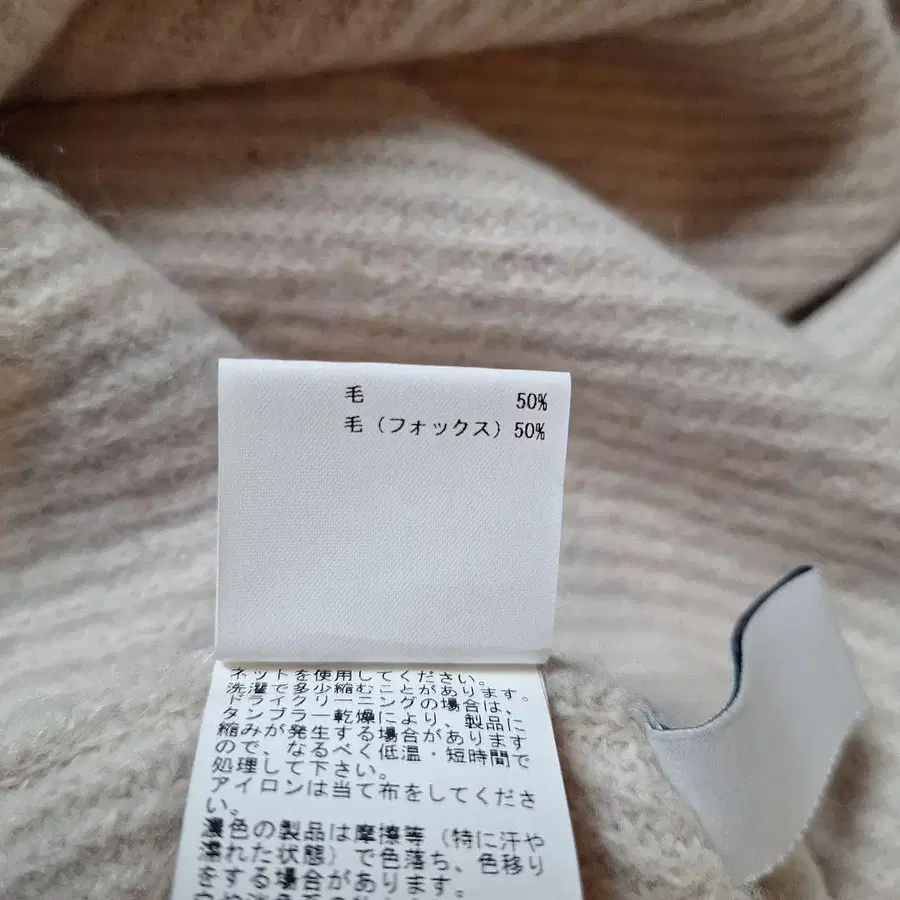 毛 50%
毛（フォックス）50%
ネットを使用してください。
洗濯で多少縮むことがあります。
ドライクリーニングの場合は、
タンブラー乾燥により、製品に
縮みが発生する場合があります
ので、なるべく低温・短時間で
処理して下さい。
アイロンは当て布をしてくださ
い。
濃色の製品は摩擦等（特に汗や
濡れた状態）で色落ち、色移り
をする場合があります。